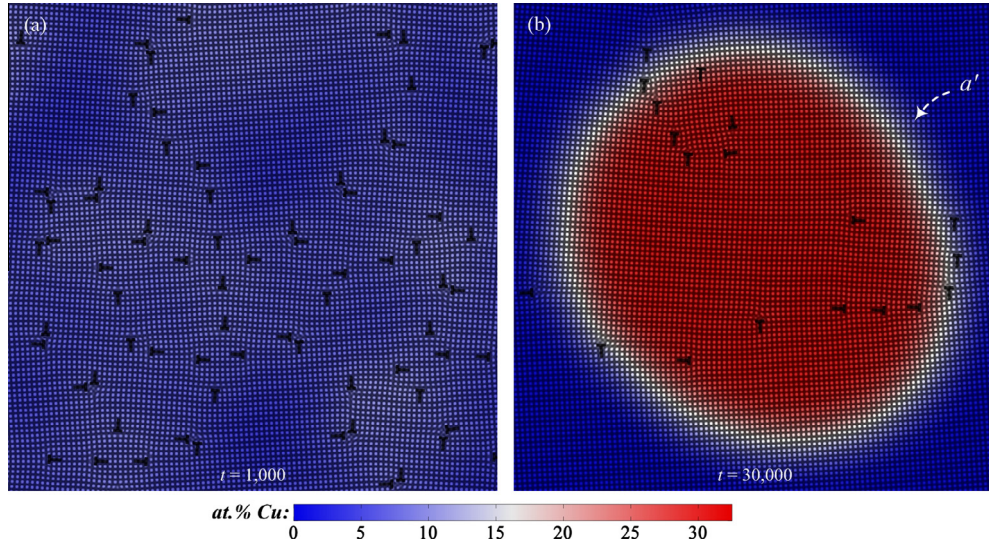 (a)
(b)
a′
t = 1,000
t = 30,000
at.% Cu: 0 5 10 15 20 25 30